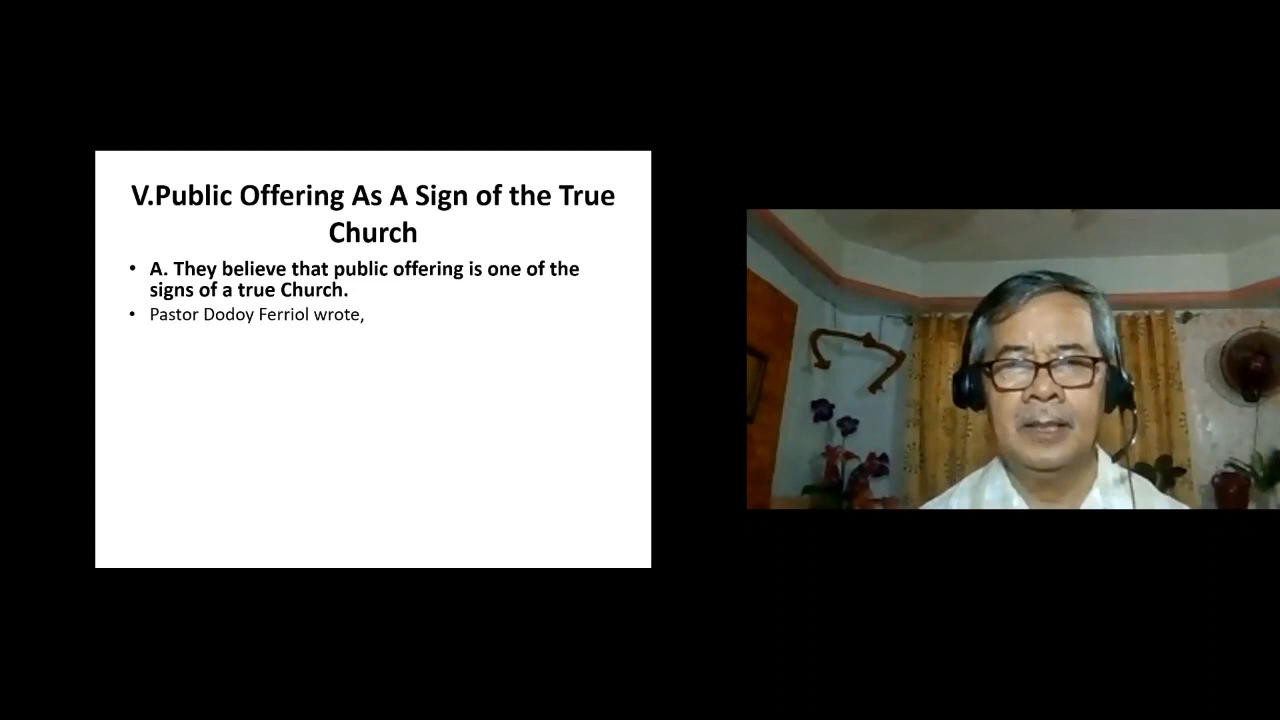 V.Public Offering As A Sign of the True
Church
• A. They believe that public offering is one of the
signs of a true Church.
• Pastor Dodoy Ferriol wrote,